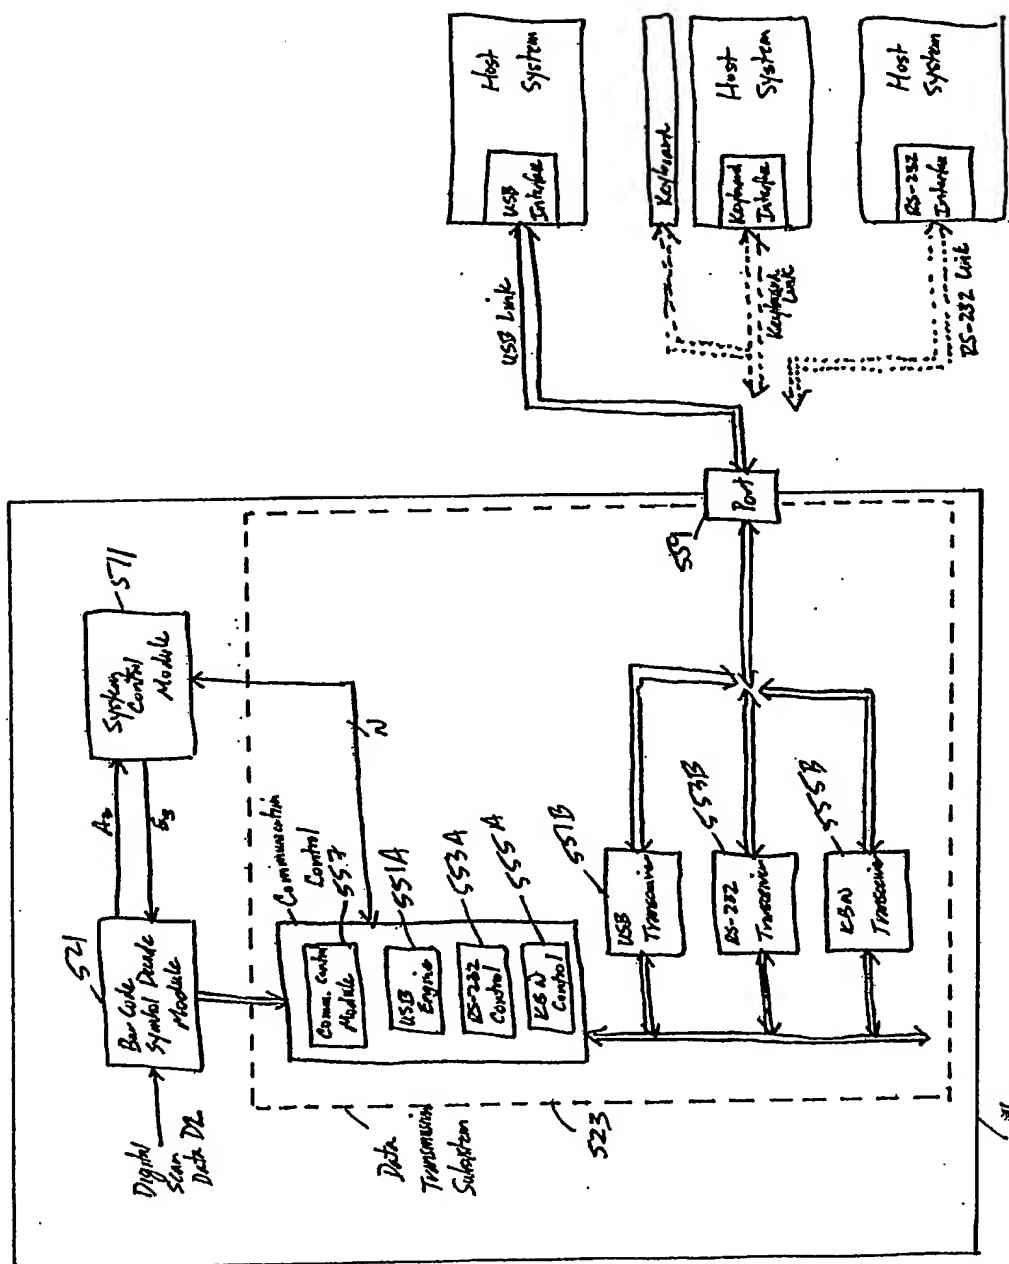 Digital
Scan
Data D2
Bar Code
Symbol Decode
Module
521
System
Control
Module
571
Communication
Control
Comm. Control
Module
557
USB
Engine
551A
RS-232
Control
553A
KBW
Control
555A
N
Data
Transmission
Subsystem
523
USB
Transceiver
551B
RS-232
Transceiver
553B
KBW
Transceiver
555B
Port
559
USB Link
USB
Interface
Host
System
Keyboard
Keyboard
Interface
Host
System
Keyboard
Link
RS-232
Interface
Host
System
RS-232 Link